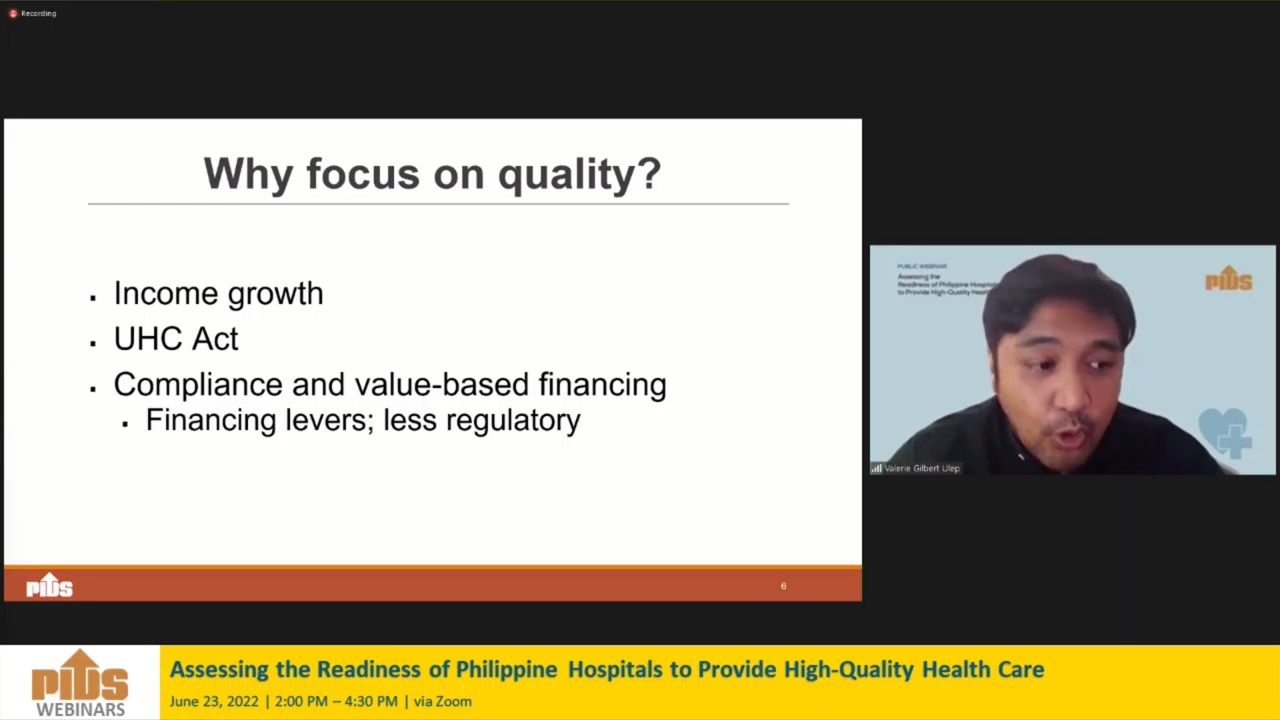 Recording
Why focus on quality?
Income growth
UHC Act
Compliance and value-based financing
Financing levers; less regulatory
PIDS
6
PUBLIC WEBINAR
Assessing the
Readiness of Philippine Hospitals
to Provide High-Quality Health
PIDS
Valerie Gilbert Ulep
PIDS
WEBINARS
Assessing the Readiness of Philippine Hospitals to Provide High-Quality Health Care
June 23, 2022 | 2:00 PM – 4:30 PM | via Zoom